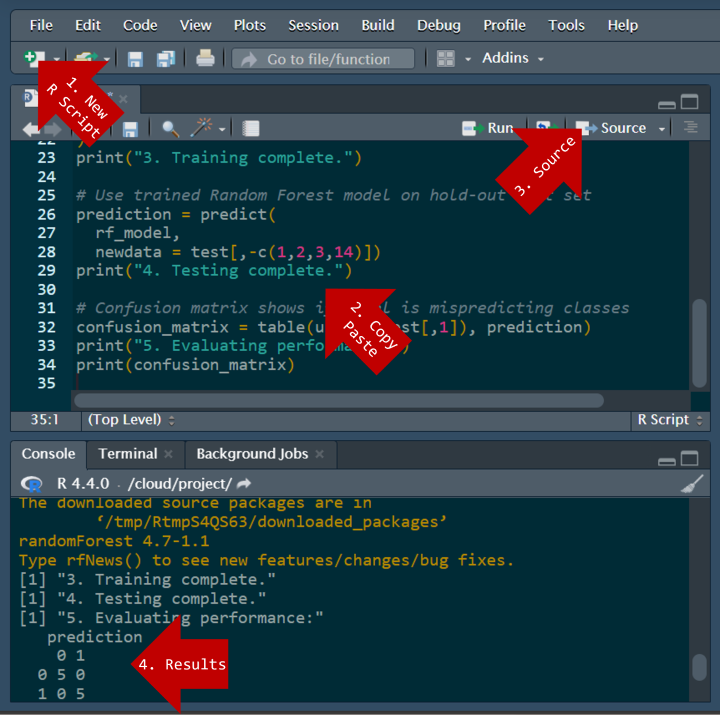 File Edit Code View Plots Session Build Debug Profile Tools Help
Go to file/function Addins
1. New
R Script
Run Source
3. Source
22 )
23 print("3. Training complete.")
24
25 # Use trained Random Forest model on hold-out set
26 prediction = predict(
27 rf_model,
28 newdata = test[,-c(1,2,3,14)])
29 print("4. Testing complete.")
30
31 # Confusion matrix shows is mispredicting classes
32 confusion_matrix = table( [,1]), prediction)
33 print("5. Evaluating
34 print(confusion_matrix)
35
2. Copy
Paste
35:1 (Top Level) R Script
Console Terminal Background Jobs
R 4.4.0 · /cloud/project/
The downloaded source packages are in
‘/tmp/RtmpS4QS63/downloaded_packages’
randomForest 4.7-1.1
Type rfNews() to see new features/changes/bug fixes.
[1] "3. Training complete."
[1] "4. Testing complete."
[1] "5. Evaluating performance:"
prediction
0 1
0 5 0
1 0 5
4. Results